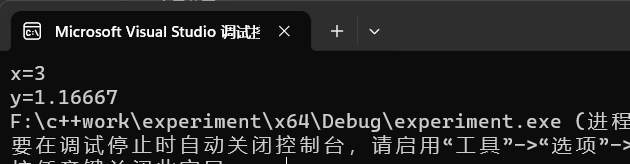 Microsoft Visual Studio 调试
x=3
y=1.16667
F:\c++work\experiment\x64\Debug\experiment.exe (进程
要在调试停止时自动关闭控制台，请启用“工具”->“选项”->